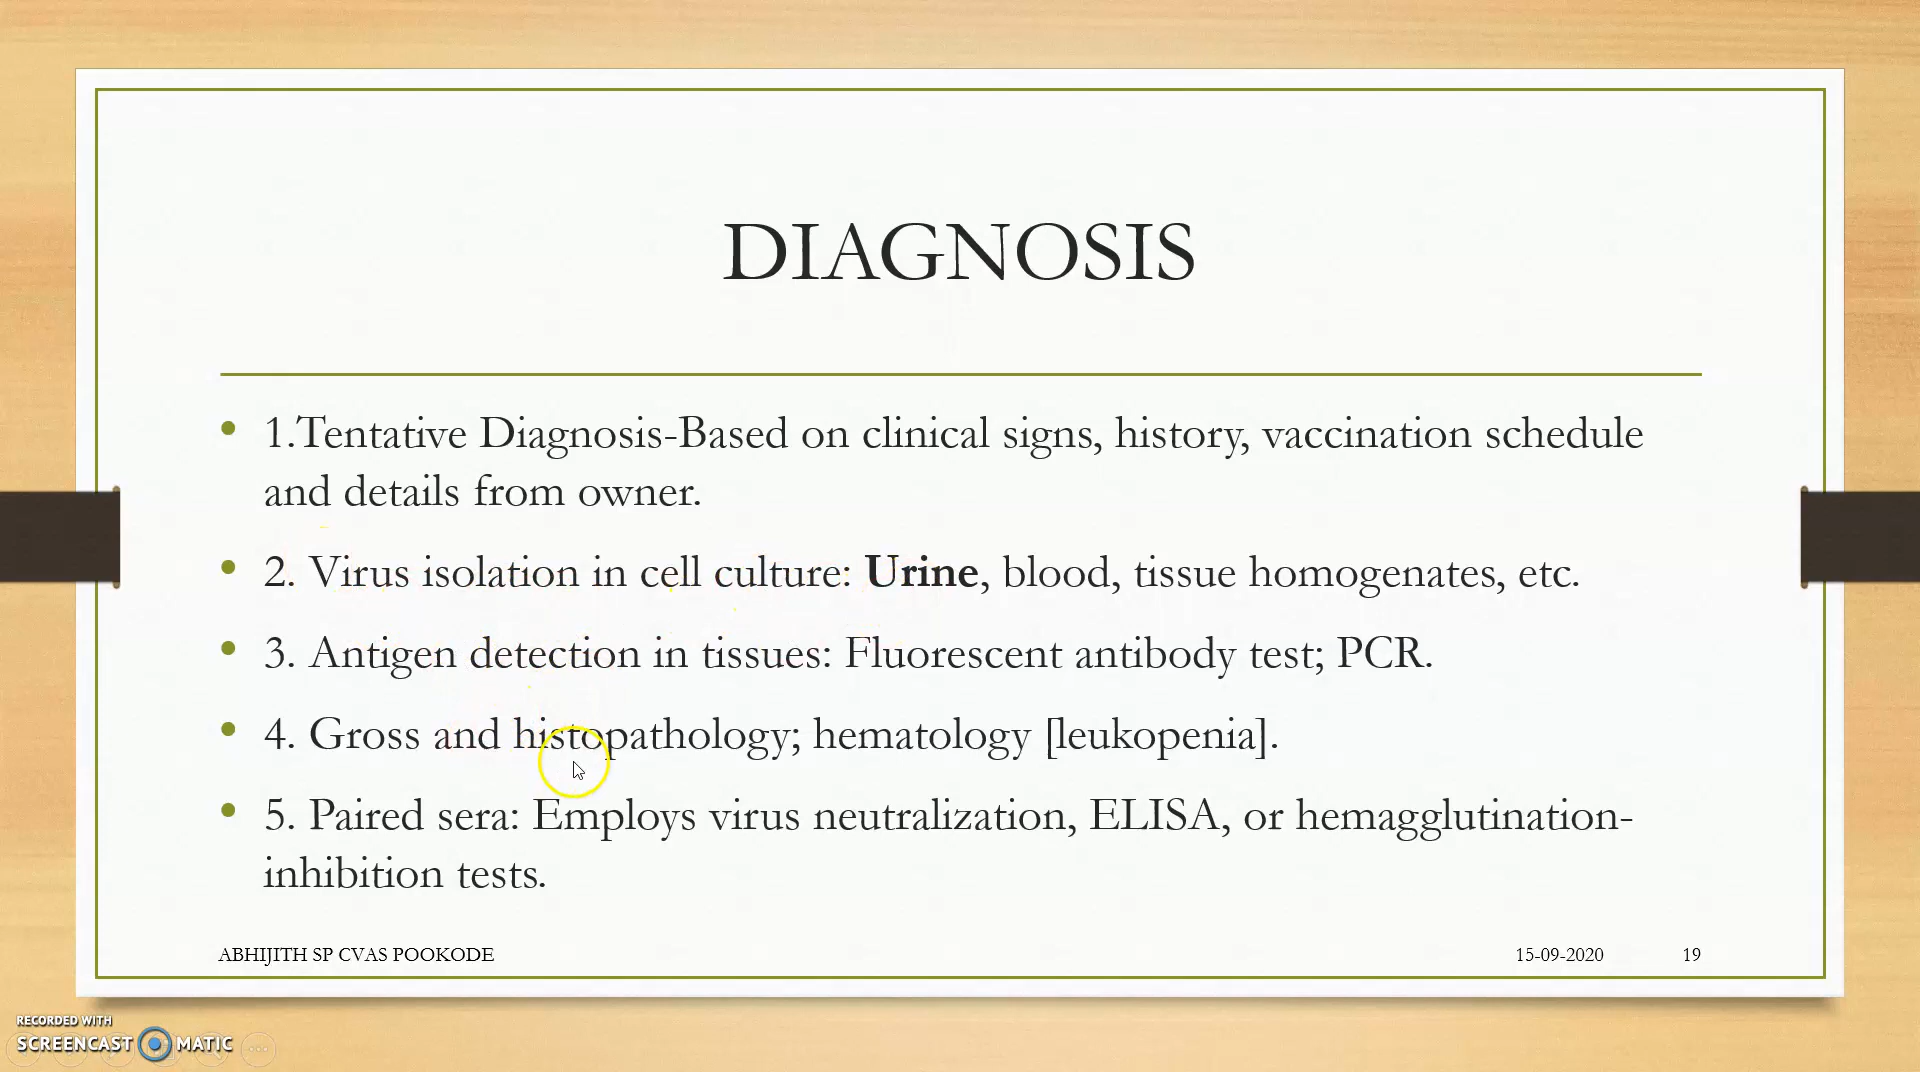 DIAGNOSIS
• 1.Tentative Diagnosis-Based on clinical signs, history, vaccination schedule
and details from owner.
• 2. Virus isolation in cell culture: Urine, blood, tissue homogenates, etc.
• 3. Antigen detection in tissues: Fluorescent antibody test; PCR.
• 4. Gross and histopathology; hematology [leukopenia].
• 5. Paired sera: Employs virus neutralization, ELISA, or hemagglutination-
inhibition tests.
ABHIJITH SP CVAS POOKODE 15-09-2020 19
RECORDED WITH
SCREENCAST MATIC